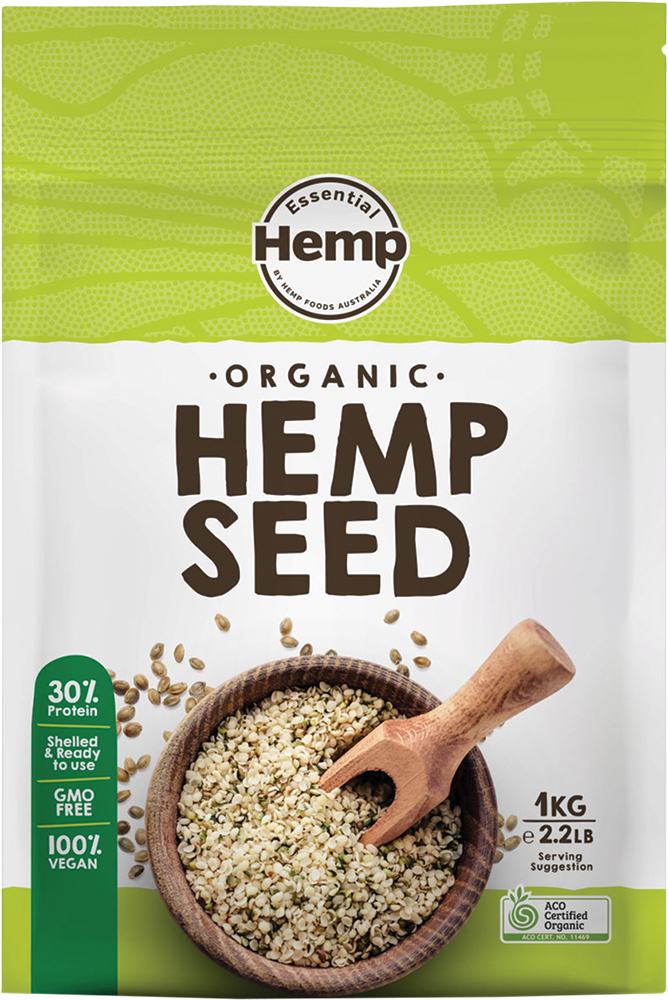 Essential
Hemp
BY HEMP FOODS AUSTRALIA
•ORGANIC•
HEMP
SEED
30%
Protein
Shelled
& Ready
to use
GMO
FREE
100%
VEGAN
1KG
e 2.2LB
Serving
Suggestion
ACO
Certified
Organic
ACO CERT. NO. 11469